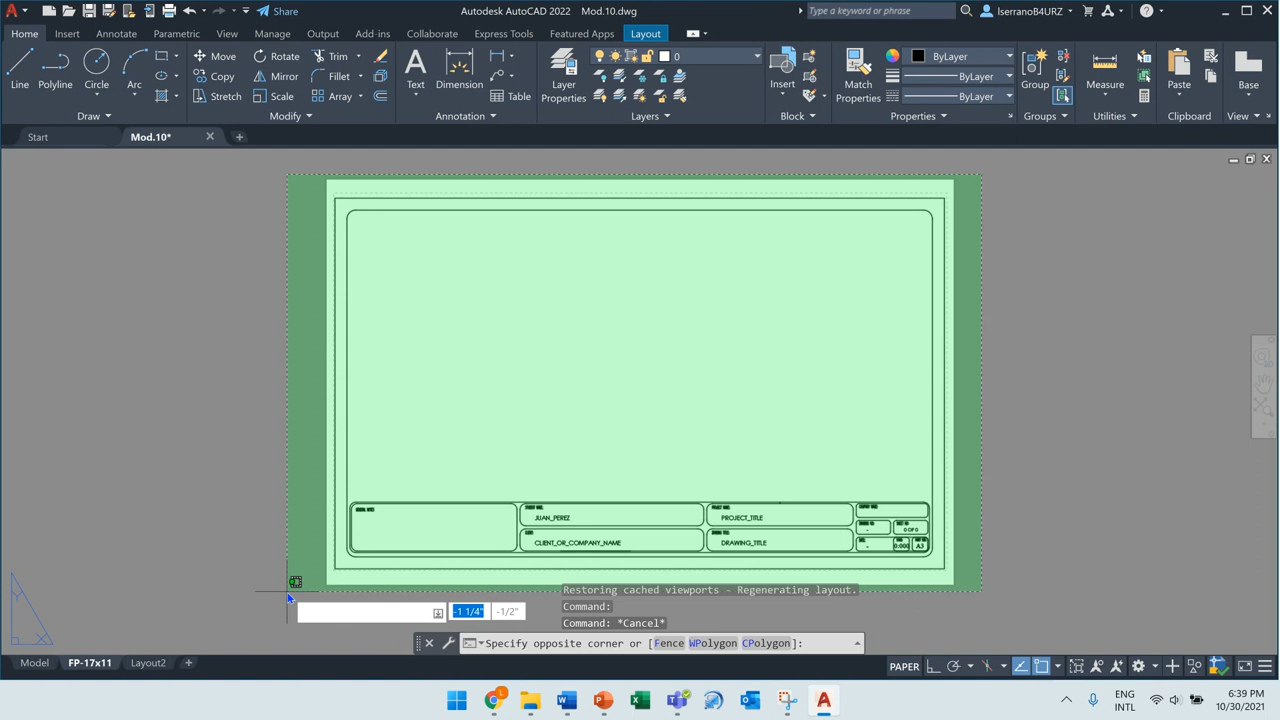 Share
Autodesk AutoCAD 2022 Mod.10.dwg
Type a keyword or phrase
lserranoB4URZ
Home
Insert
Annotate
Parametric
View
Manage
Output
Add-ins
Collaborate
Express Tools
Featured Apps
Layout
Line
Polyline
Circle
Arc
Move
Copy
Stretch
Rotate
Mirror
Scale
Trim
Fillet
Array
Text
Dimension
Table
Layer
Properties
0
Insert
Match
Properties
ByLayer
ByLayer
ByLayer
Group
Measure
Paste
Base
Draw
Modify
Annotation
Layers
Block
Properties
Groups
Utilities
Clipboard
View
Start
Mod.10*
JUAN_PEREZ
PROJECT_TITLE
CLIENT_OR_COMPANY_NAME
DRAWING_TITLE
0 OF 0
0:000
A3
-1 1/4"
-1/2"
Restoring cached viewports - Regenerating layout.
Command:
Command: *Cancel*
Specify opposite corner or [Fence WPolygon CPolygon]:
Model
FP-17x11
Layout2
PAPER
ENG
INTL
6:39 PM
10/30/2021